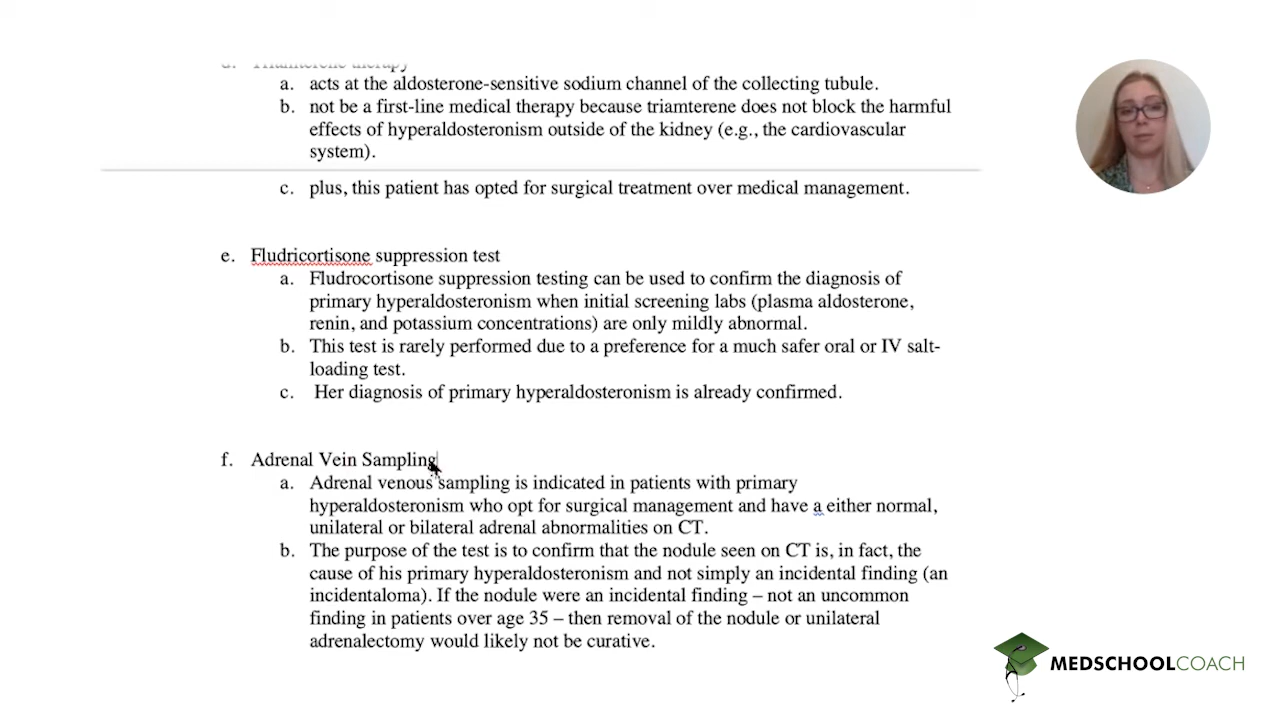 a. acts at the aldosterone-sensitive sodium channel of the collecting tubule.
b. not be a first-line medical therapy because triamterene does not block the harmful
effects of hyperaldosteronism outside of the kidney (e.g., the cardiovascular
system).
c. plus, this patient has opted for surgical treatment over medical management.
e. Fludricortisone suppression test
a. Fludrocortisone suppression testing can be used to confirm the diagnosis of
primary hyperaldosteronism when initial screening labs (plasma aldosterone,
renin, and potassium concentrations) are only mildly abnormal.
b. This test is rarely performed due to a preference for a much safer oral or IV salt-
loading test.
c. Her diagnosis of primary hyperaldosteronism is already confirmed.
f. Adrenal Vein Sampling
a. Adrenal venous sampling is indicated in patients with primary
hyperaldosteronism who opt for surgical management and have a either normal,
unilateral or bilateral adrenal abnormalities on CT.
b. The purpose of the test is to confirm that the nodule seen on CT is, in fact, the
cause of his primary hyperaldosteronism and not simply an incidental finding (an
incidentaloma). If the nodule were an incidental finding – not an uncommon
finding in patients over age 35 – then removal of the nodule or unilateral
adrenalectomy would likely not be curative.
MEDSCHOOLCOACH